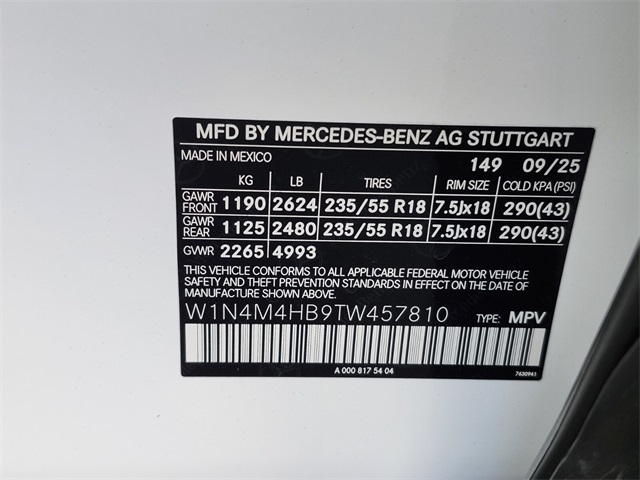 MFD BY MERCEDES-BENZ AG STUTTGART
MADE IN MEXICO 149 09/25
KG LB TIRES RIM SIZE COLD KPA (PSI)
GAWR FRONT 1190 2624 235/55 R18 7.5Jx18 290(43)
GAWR REAR 1125 2480 235/55 R18 7.5Jx18 290(43)
GVWR 2265 4993
THIS VEHICLE CONFORMS TO ALL APPLICABLE FEDERAL MOTOR VEHICLE
SAFETY AND THEFT PREVENTION STANDARDS IN EFFECT ON THE DATE
OF MANUFACTURE SHOWN ABOVE.
W1N4M4HB9TW457810 TYPE: MPV
A 000 817 54 04 7630941